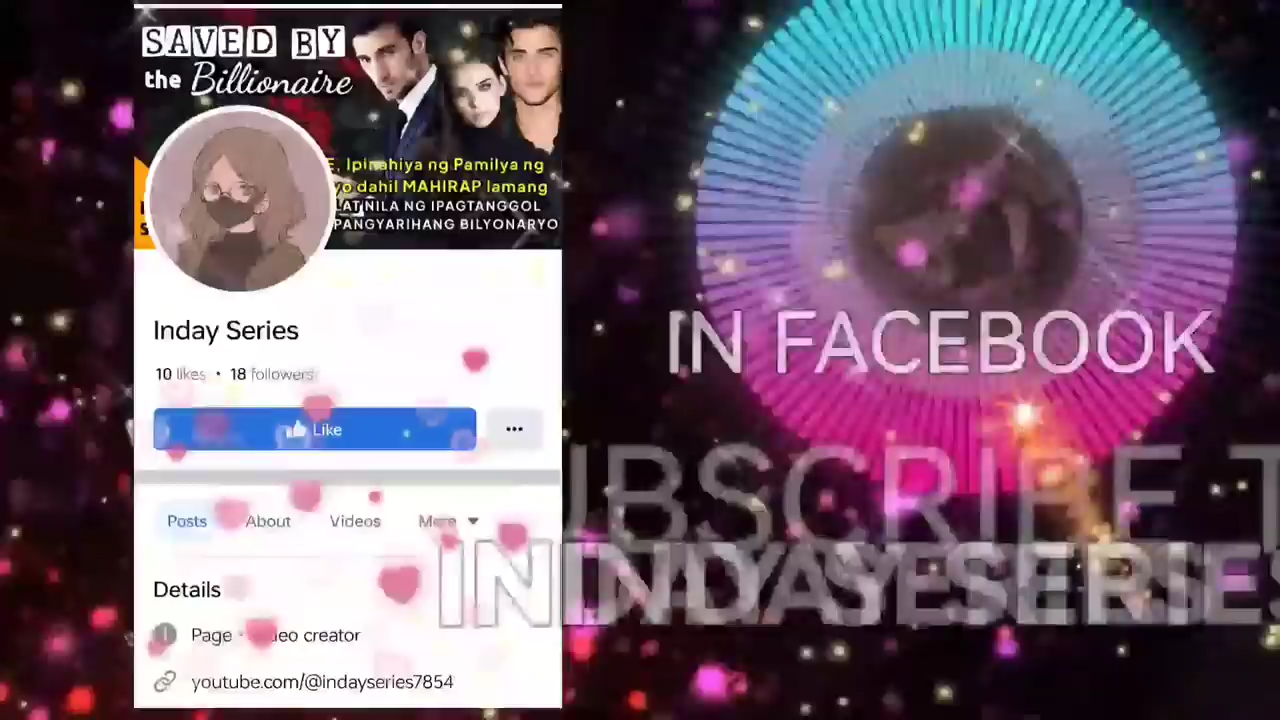 SAVED BY
the Billionaire
E, Ipinahiya ng Pamilya ng
yo dahil MAHIRAP lamang
LAT NILA NG IPAGTANGGOL
PANGYARIHANG BILYONARYO
Inday Series
10 likes • 18 followers
Like
Posts About Videos More
Details
Page · creator
youtube.com/@indayseries7854
IN FACEBOOK
UBSCRIBE T